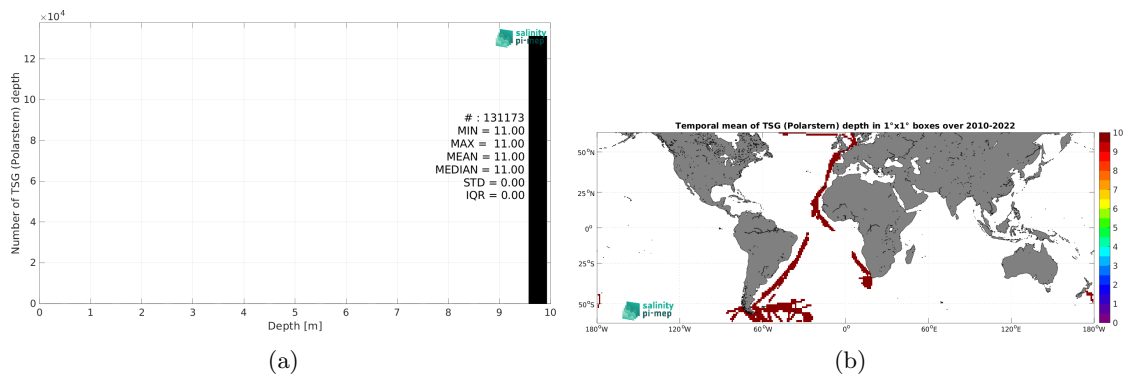 ×10⁴
salinity
pi-mep
12
10
8
6
4
2
0
Number of TSG (Polarstern) depth
# : 131173
MIN = 11.00
MAX = 11.00
MEAN = 11.00
MEDIAN = 11.00
STD = 0.00
IQR = 0.00
0 1 2 3 4 5 6 7 8 9 10
Depth [m]
(a)
Temporal mean of TSG (Polarstern) depth in 1°x1° boxes over 2010-2022
50°N
25°N
0°
25°S
50°S
salinity
pi-mep
180°W 120°W 60°W 0° 60°E 120°E 180°W
10
9
8
7
6
5
4
3
2
1
0
(b)